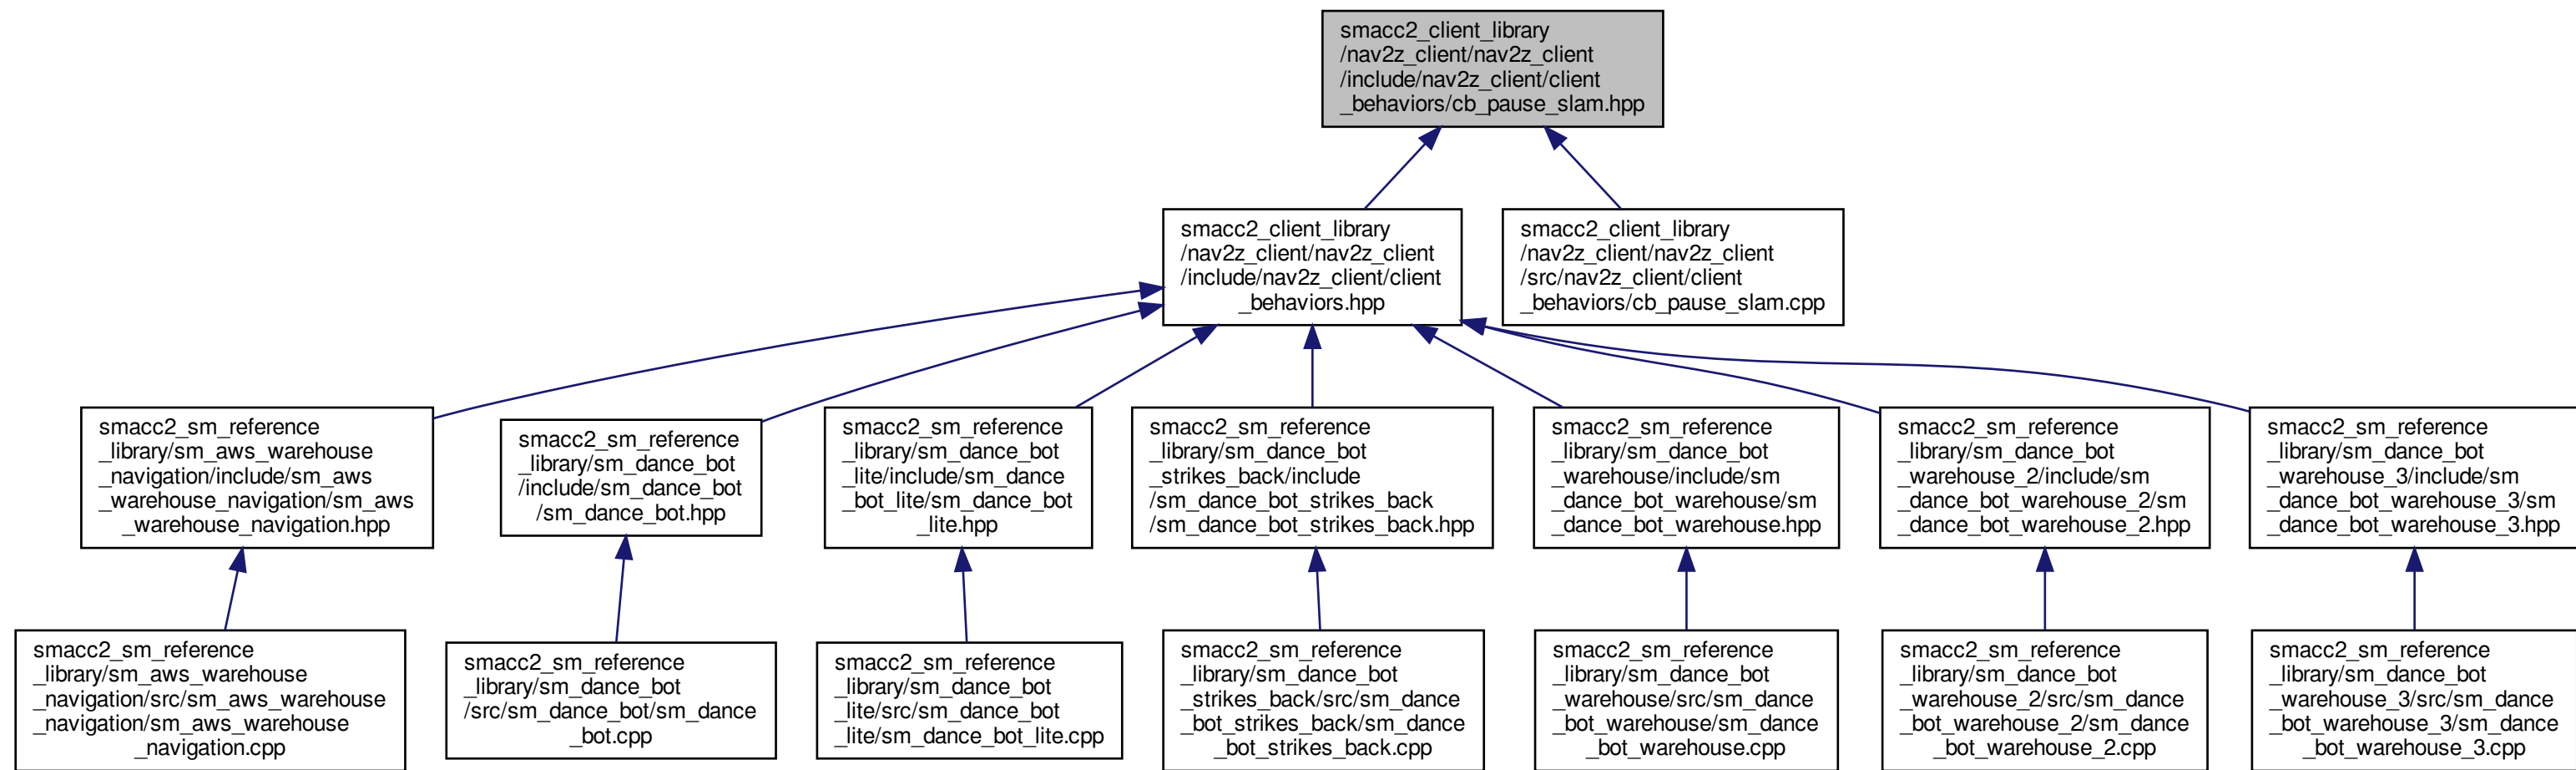 smacc2_client_library
/nav2z_client/nav2z_client
/include/nav2z_client/client
_behaviors/cb_pause_slam.hpp
smacc2_client_library
/nav2z_client/nav2z_client
/include/nav2z_client/client
_behaviors.hpp
smacc2_client_library
/nav2z_client/nav2z_client
/src/nav2z_client/client
_behaviors/cb_pause_slam.cpp
smacc2_sm_reference
_library/sm_aws_warehouse
_navigation/include/sm_aws
_warehouse_navigation/sm_aws
_warehouse_navigation.hpp
smacc2_sm_reference
_library/sm_dance_bot
/include/sm_dance_bot
/sm_dance_bot.hpp
smacc2_sm_reference
_library/sm_dance_bot
_lite/include/sm_dance
_bot_lite/sm_dance_bot
_lite.hpp
smacc2_sm_reference
_library/sm_dance_bot
_strikes_back/include
/sm_dance_bot_strikes_back
/sm_dance_bot_strikes_back.hpp
smacc2_sm_reference
_library/sm_dance_bot
_warehouse/include/sm
_dance_bot_warehouse/sm
_dance_bot_warehouse.hpp
smacc2_sm_reference
_library/sm_dance_bot
_warehouse_2/include/sm
_dance_bot_warehouse_2/sm
_dance_bot_warehouse_2.hpp
smacc2_sm_reference
_library/sm_dance_bot
_warehouse_3/include/sm
_dance_bot_warehouse_3/sm
_dance_bot_warehouse_3.hpp
smacc2_sm_reference
_library/sm_aws_warehouse
_navigation/src/sm_aws_warehouse
_navigation/sm_aws_warehouse
_navigation.cpp
smacc2_sm_reference
_library/sm_dance_bot
/src/sm_dance_bot/sm_dance
_bot.cpp
smacc2_sm_reference
_library/sm_dance_bot
_lite/src/sm_dance_bot
_lite/sm_dance_bot_lite.cpp
smacc2_sm_reference
_library/sm_dance_bot
_strikes_back/src/sm_dance
_bot_strikes_back/sm_dance
_bot_strikes_back.cpp
smacc2_sm_reference
_library/sm_dance_bot
_warehouse/src/sm_dance
_bot_warehouse/sm_dance
_bot_warehouse.cpp
smacc2_sm_reference
_library/sm_dance_bot
_warehouse_2/src/sm_dance
_bot_warehouse_2/sm_dance
_bot_warehouse_2.cpp
smacc2_sm_reference
_library/sm_dance_bot
_warehouse_3/src/sm_dance
_bot_warehouse_3/sm_dance
_bot_warehouse_3.cpp